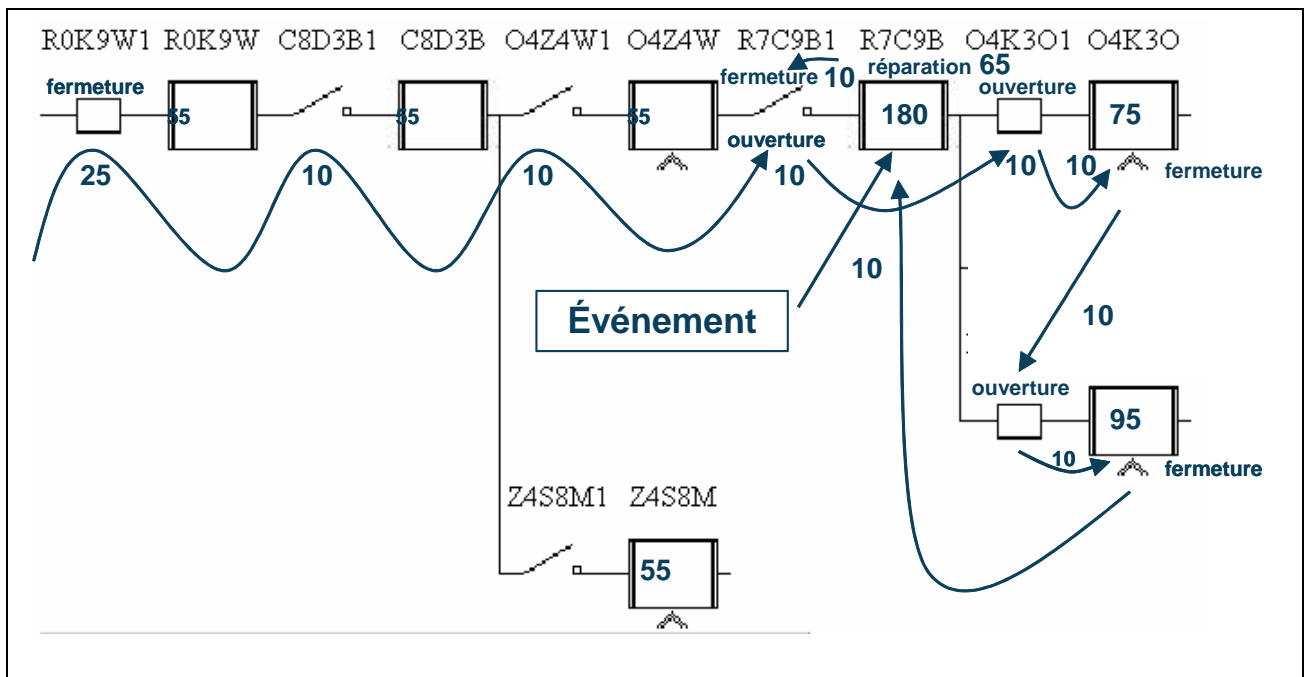 R0K9W1 R0K9W C8D3B1 C8D3B O4Z4W1 O4Z4W R7C9B1 R7C9B O4K3O1 O4K3O
fermeture 10 réparation 65
fermeture
ouverture
55 55 55 180 75
ouverture
25 10 10 10 10 10 fermeture
10
Événement 10
ouverture
95
10 fermeture
Z4S8M1 Z4S8M
55